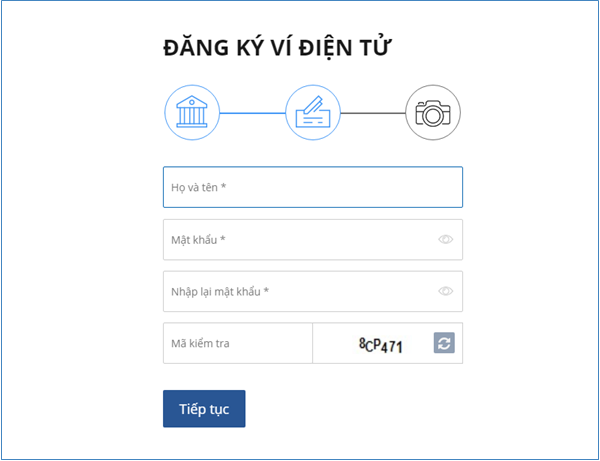 ĐĂNG KÝ VÍ ĐIỆN TỬ
Họ và tên *
Mật khẩu *
Nhập lại mật khẩu *
Mã kiểm tra
8CP471
Tiếp tục